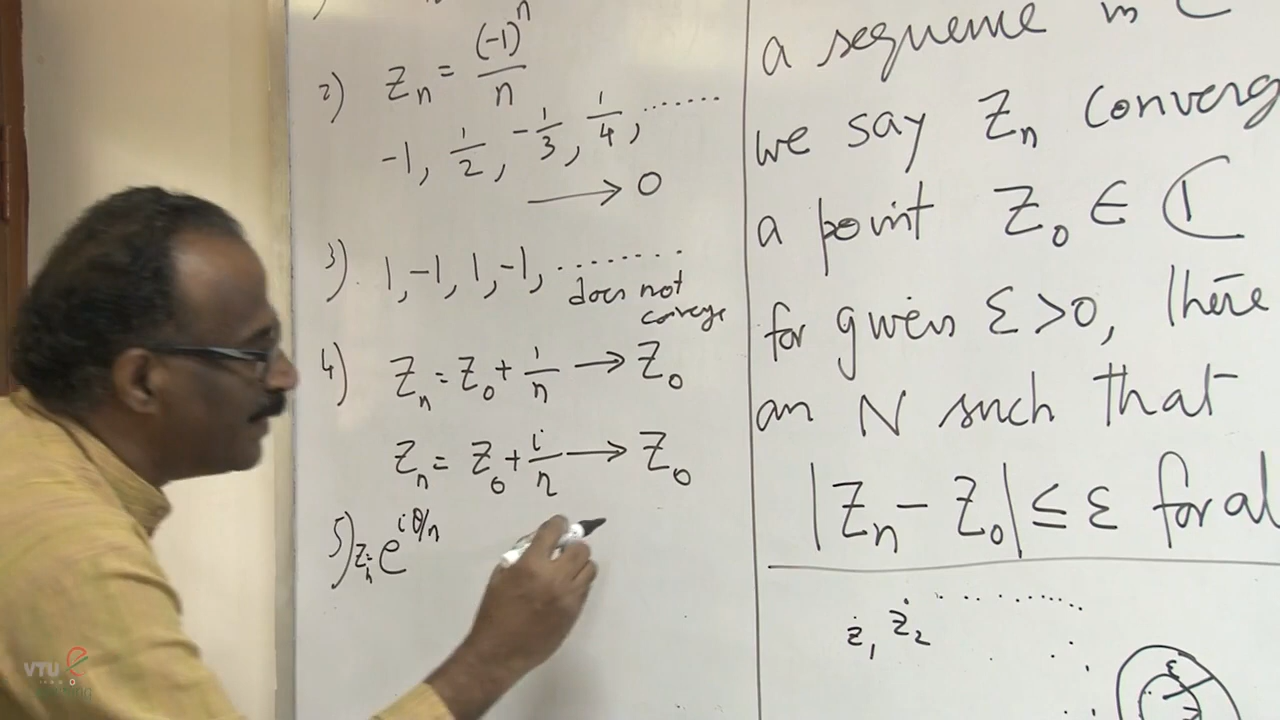 2) Zₙ = (-1)ⁿ/n
-1, 1/2, -1/3, 1/4, ........
⟶ 0
3). 1, -1, 1, -1, ........
does not
converge
4) Zₙ = Z₀ + 1/n ⟶ Z₀
Zₙ = Z₀ + i/n ⟶ Z₀
5) Zₙ = e^(iθ/n)
a sequence in C
we say Zₙ converg
a point Z₀ ∈ ℂ
for given ε > 0, there
an N such that
|Zₙ - Z₀| ≤ ε for al
z₁ z₂ ........
ε
VTU e